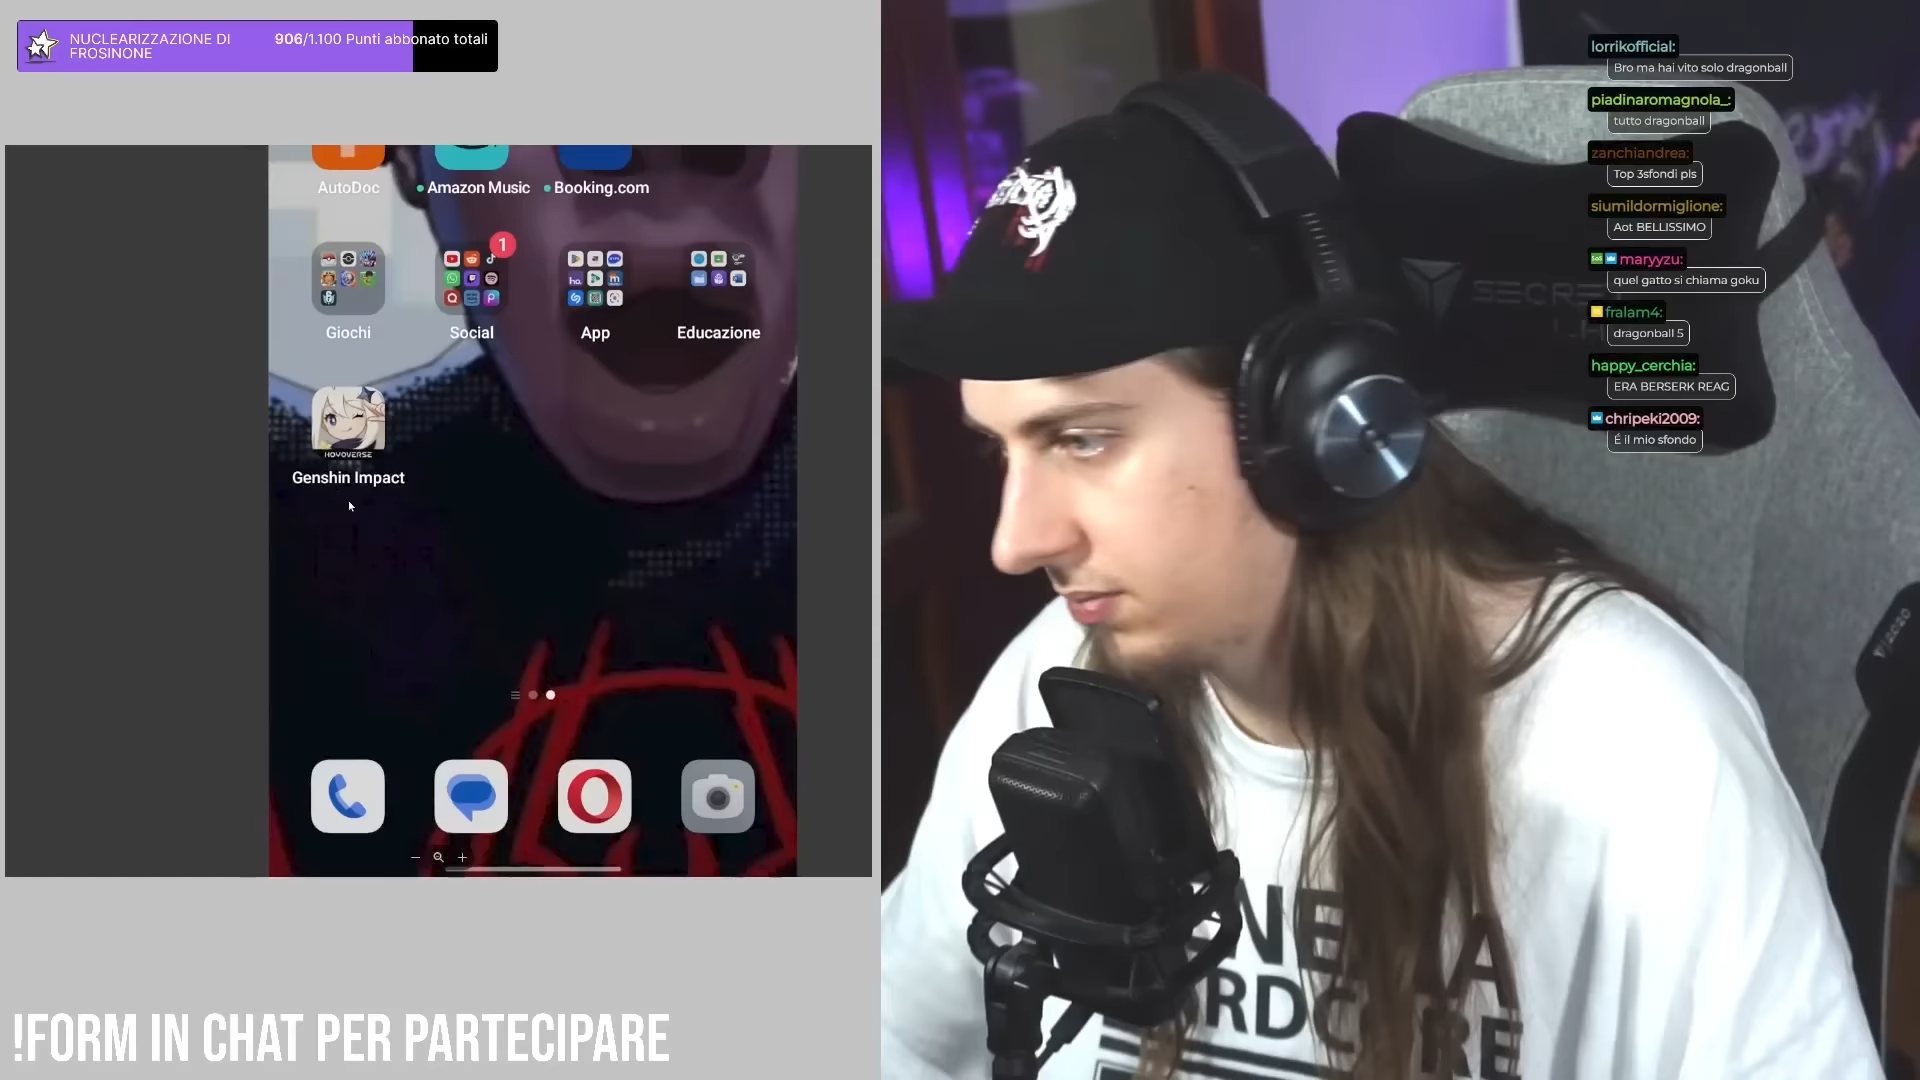 NUCLEARIZZAZIONE DI
FROSINONE
906/1.100 Punti abbonato totali
AutoDoc
Amazon Music
Booking.com
1
Giochi
Social
App
Educazione
HOYOVERSE
Genshin Impact
!FORM IN CHAT PER PARTECIPARE
lorrikofficial:
Bro ma hai vito solo dragonball
piadinaromagnola_:
tutto dragonball
zanchiandrea:
Top 3sfondi pls
siumildormiglione:
Aot BELLISSIMO
maryyzu:
quel gatto si chiama goku
fralam4:
dragonball 5
happy_cerchia:
ERA BERSERK REAG
chripeki2009:
É il mio sfondo
SECRET